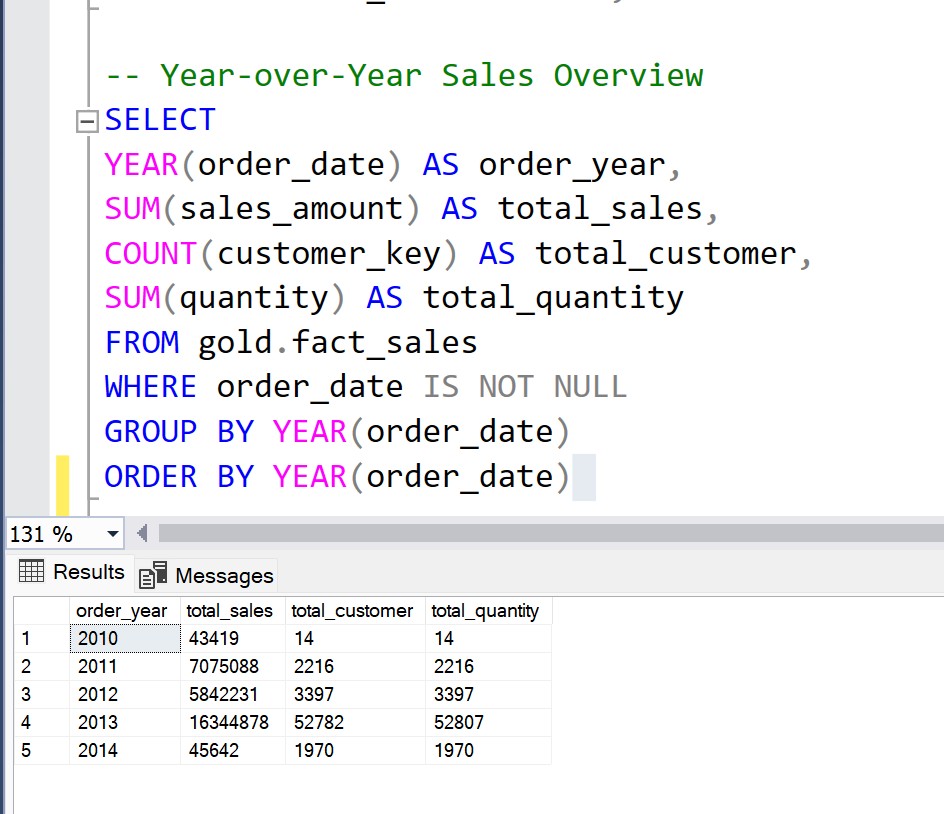 -- Year-over-Year Sales Overview
SELECT
YEAR(order_date) AS order_year,
SUM(sales_amount) AS total_sales,
COUNT(customer_key) AS total_customer,
SUM(quantity) AS total_quantity
FROM gold.fact_sales
WHERE order_date IS NOT NULL
GROUP BY YEAR(order_date)
ORDER BY YEAR(order_date)
131 %
Results Messages
order_year total_sales total_customer total_quantity
1 2010 43419 14 14
2 2011 7075088 2216 2216
3 2012 5842231 3397 3397
4 2013 16344878 52782 52807
5 2014 45642 1970 1970